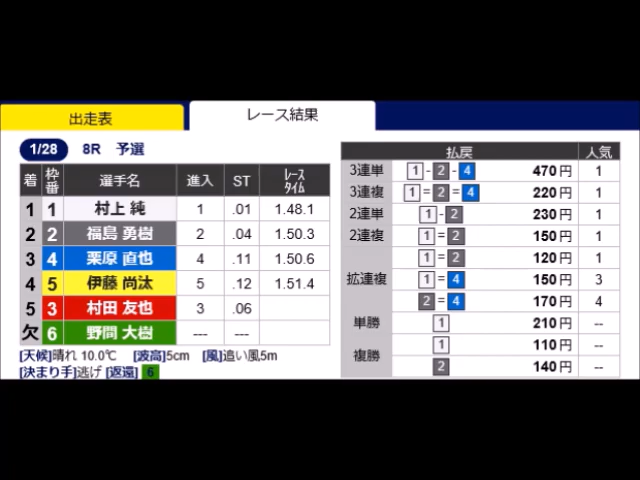 出走表
レース結果
1/28 8R 予選
着 枠番 選手名 進入 ST レースタイム
1 1 村上 純 1 .01 1.48.1
2 2 福島 勇樹 2 .04 1.50.3
3 4 栗原 直也 4 .11 1.50.6
4 5 伊藤 尚汰 5 .12 1.51.4
5 3 村田 友也 3 .06
欠 6 野間 大樹 --- ---
[天候]晴れ 10.0℃ [波高]5cm [風]追い風5m
[決まり手]逃げ [返還] 6
払戻 人気
3連単 1-2-4 470円 1
3連複 1=2=4 220円 1
2連単 1-2 230円 1
2連複 1=2 150円 1
拡連複 1=2 120円 1
1=4 150円 3
2=4 170円 4
単勝 1 210円 --
複勝 1 110円 --
2 140円 --